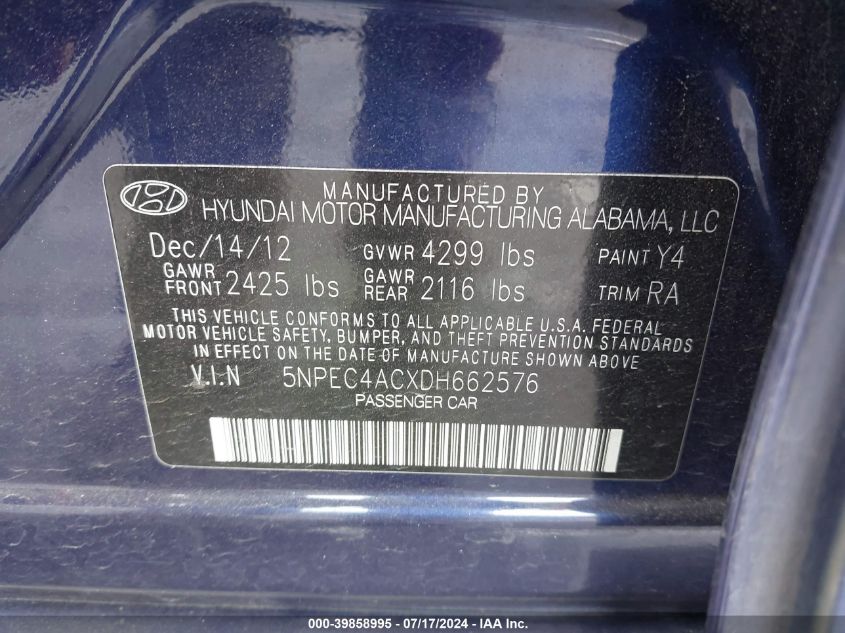 MANUFACTURED BY
HYUNDAI MOTOR MANUFACTURING ALABAMA, LLC
Dec/14/12 GVWR 4299 lbs PAINT Y4
GAWR FRONT 2425 lbs GAWR REAR 2116 lbs TRIM RA
THIS VEHICLE CONFORMS TO ALL APPLICABLE U.S.A. FEDERAL
MOTOR VEHICLE SAFETY, BUMPER, AND THEFT PREVENTION STANDARDS
IN EFFECT ON THE DATE OF MANUFACTURE SHOWN ABOVE
V.I.N 5NPEC4ACXDH662576
PASSENGER CAR
000-39858995 - 07/17/2024 - IAA Inc.